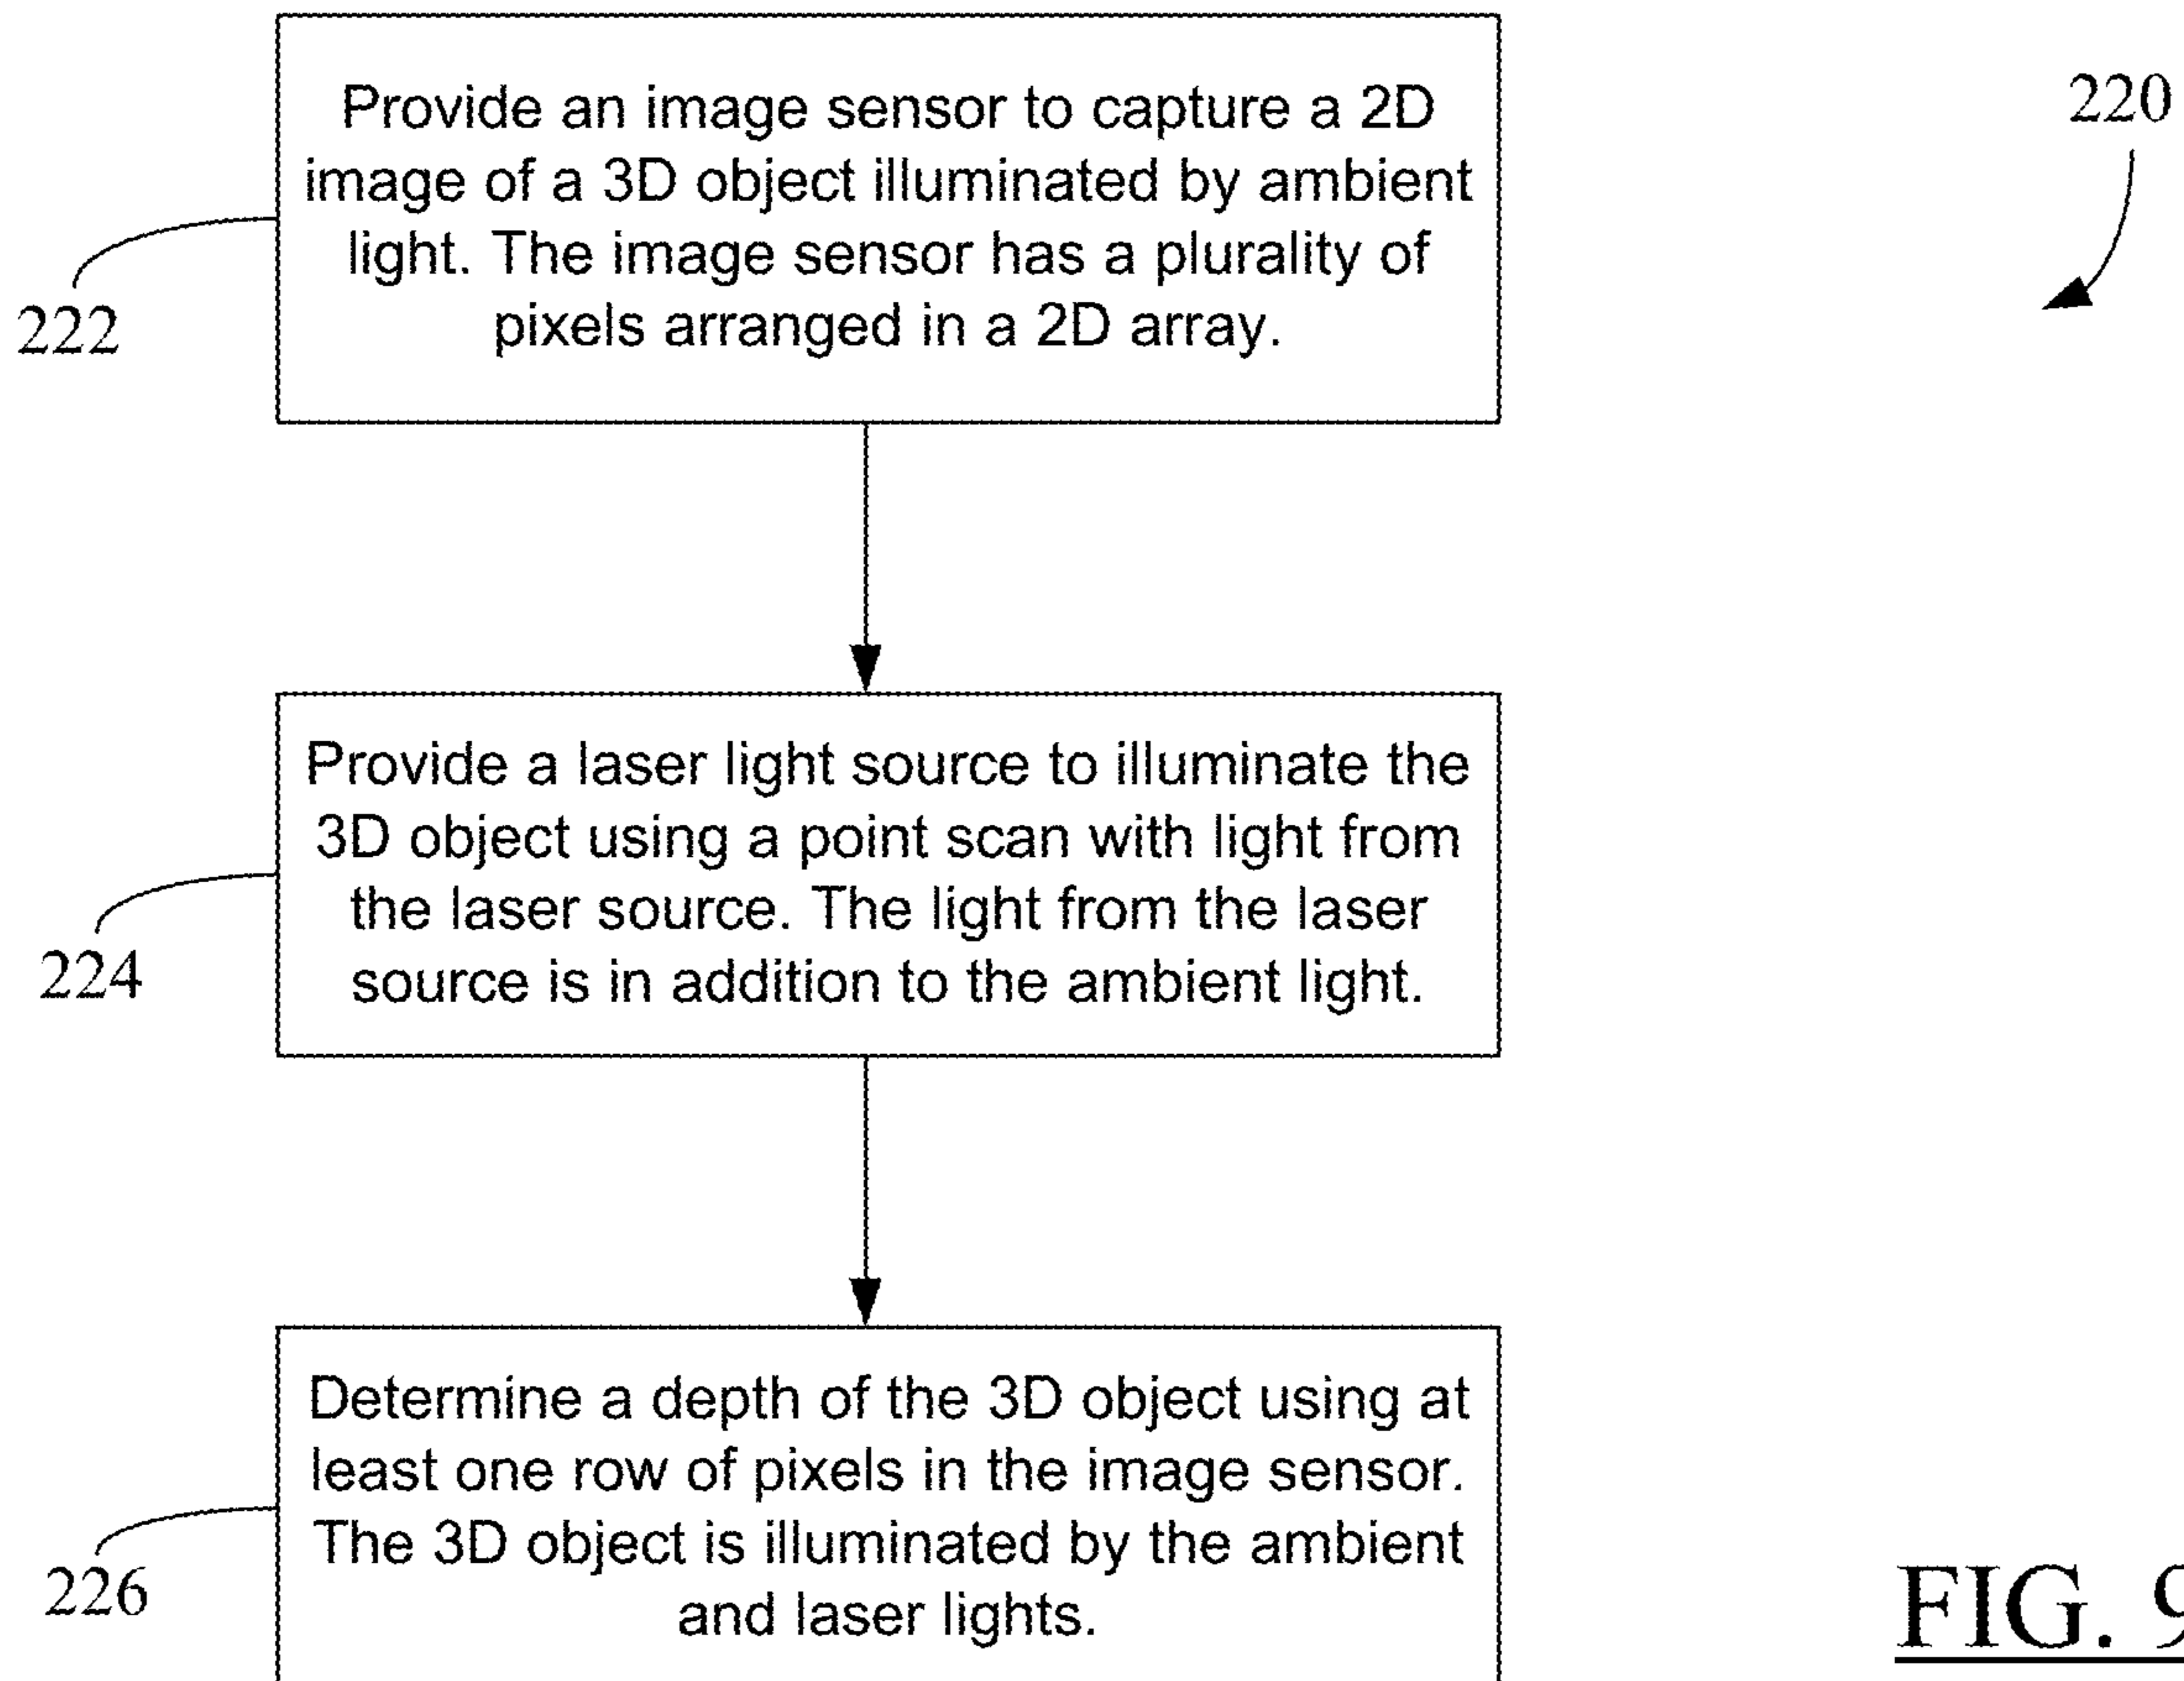 Provide an image sensor to capture a 2D
image of a 3D object illuminated by ambient
light. The image sensor has a plurality of
pixels arranged in a 2D array.
220
222
Provide a laser light source to illuminate the
3D object using a point scan with light from
the laser source. The light from the laser
source is in addition to the ambient light.
224
Determine a depth of the 3D object using at
least one row of pixels in the image sensor.
The 3D object is illuminated by the ambient
and laser lights.
226
FIG. 9